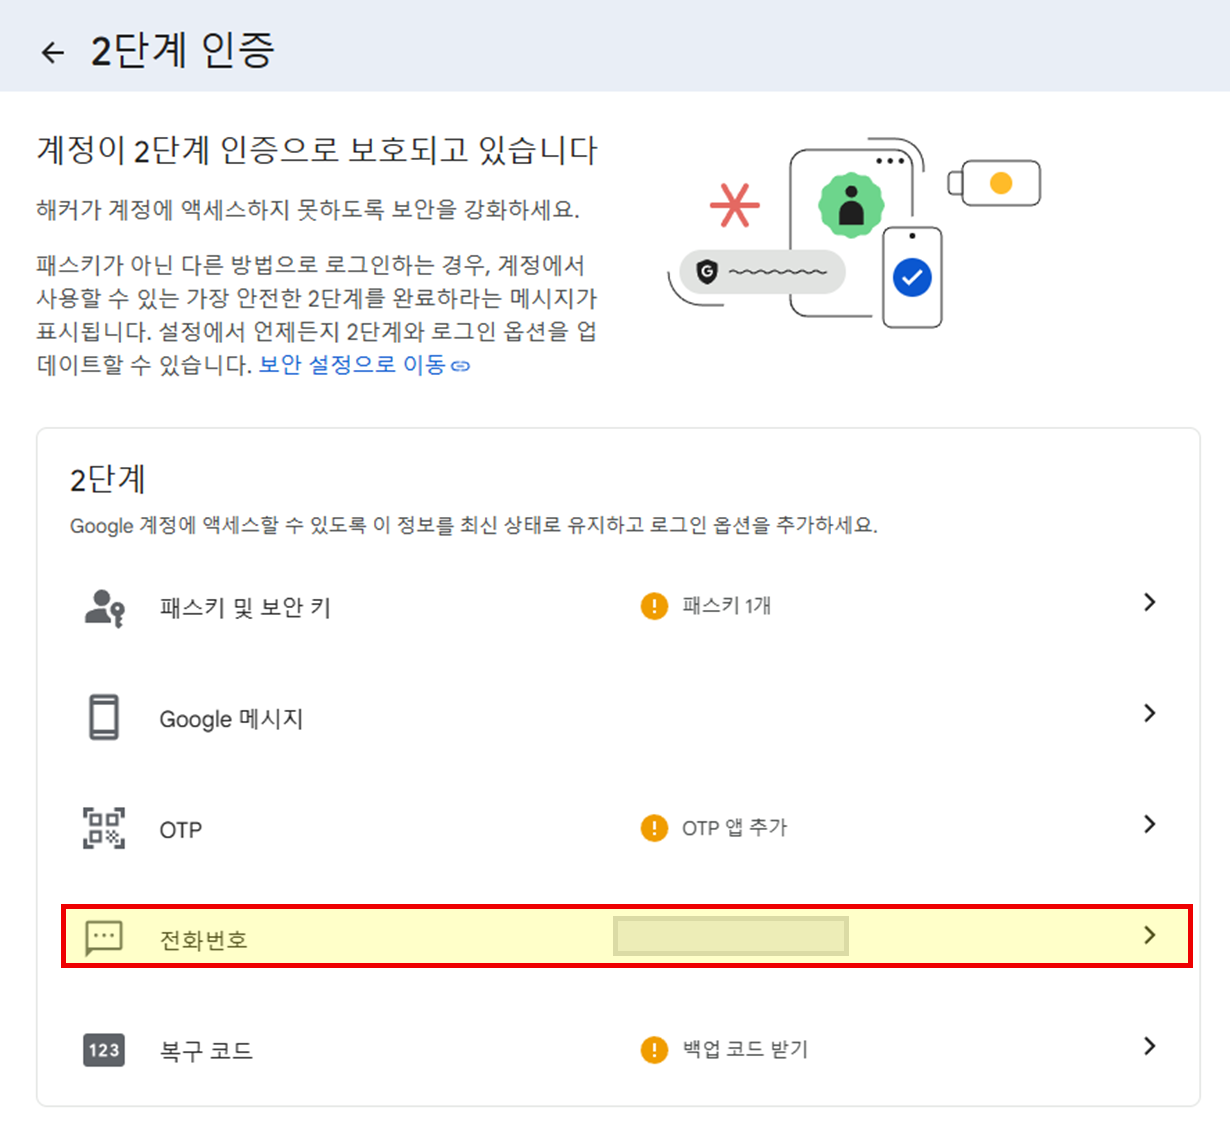 2단계 인증
계정이 2단계 인증으로 보호되고 있습니다
해커가 계정에 액세스하지 못하도록 보안을 강화하세요.
패스키가 아닌 다른 방법으로 로그인하는 경우, 계정에서
사용할 수 있는 가장 안전한 2단계를 완료하라는 메시지가
표시됩니다. 설정에서 언제든지 2단계와 로그인 옵션을 업
데이트할 수 있습니다. 보안 설정으로 이동
G
2단계
Google 계정에 액세스할 수 있도록 이 정보를 최신 상태로 유지하고 로그인 옵션을 추가하세요.
패스키 및 보안 키 ! 패스키 1개
Google 메시지
OTP ! OTP 앱 추가
전화번호
123 복구 코드 ! 백업 코드 받기